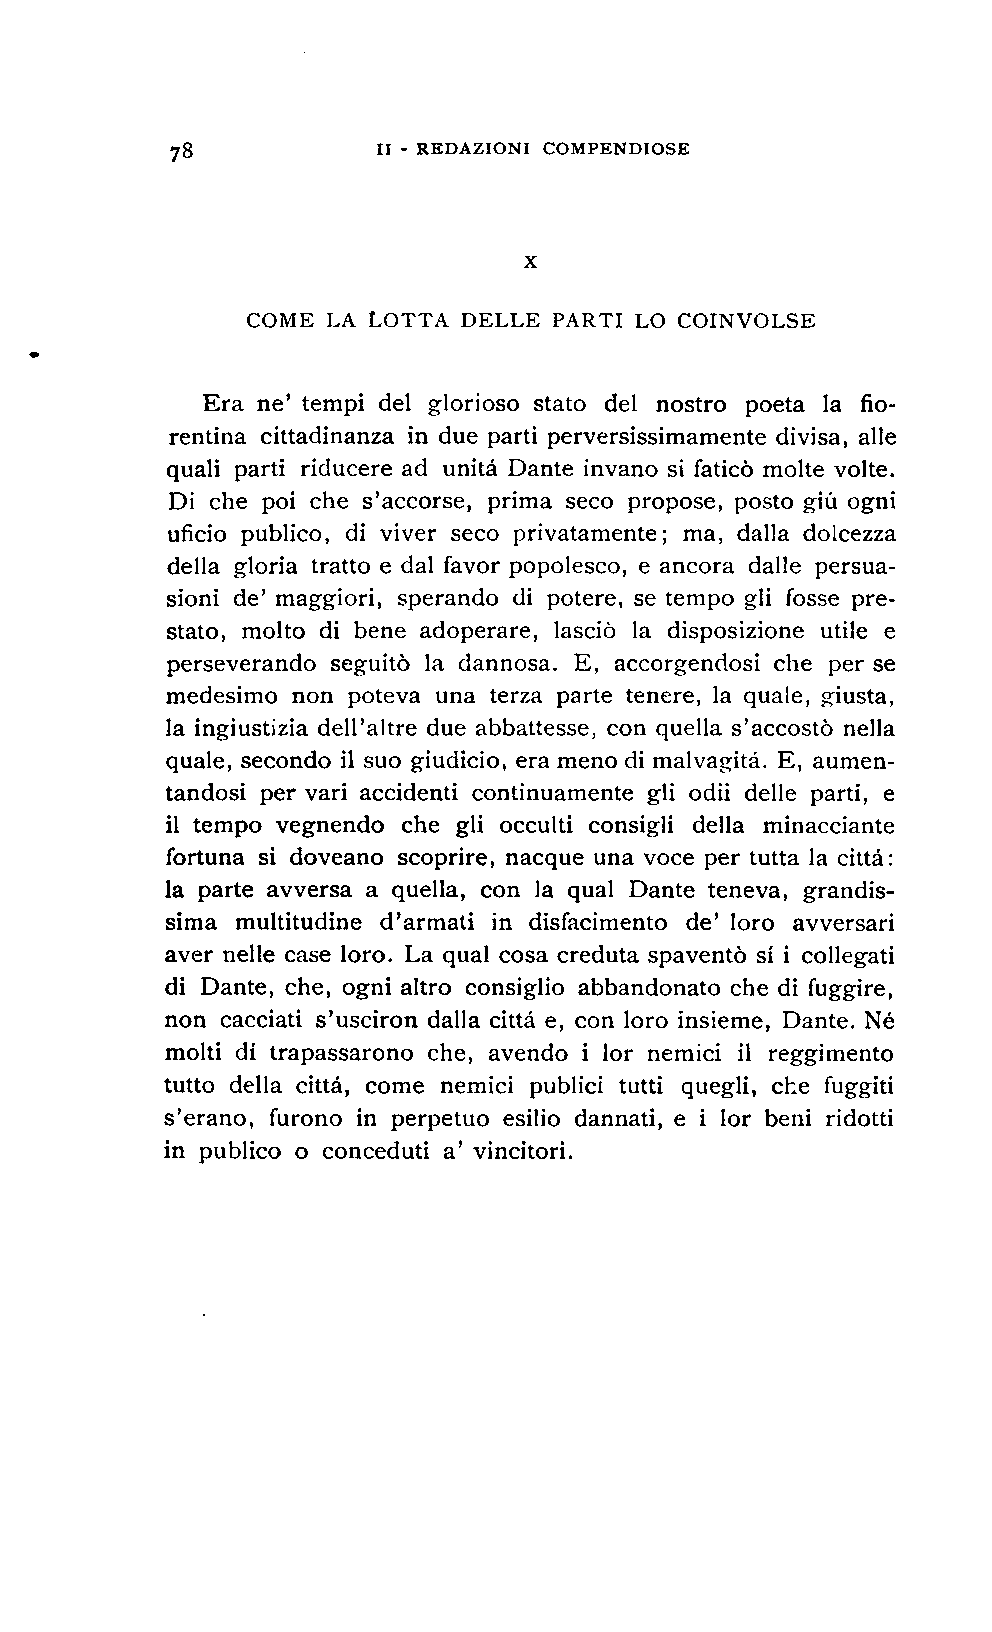 78 II - REDAZIONI COMPENDIOSE
X
COME LA LOTTA DELLE PARTI LO COINVOLSE
Era ne' tempi del glorioso stato del nostro poeta la fio-
rentina cittadinanza in due parti perversissimamente divisa, alle
quali parti riducere ad unitá Dante invano si faticò molte volte.
Di che poi che s'accorse, prima seco propose, posto giú ogni
uficio publico, di viver seco privatamente; ma, dalla dolcezza
della gloria tratto e dal favor popolesco, e ancora dalle persua-
sioni de' maggiori, sperando di potere, se tempo gli fosse pre-
stato, molto di bene adoperare, lasciò la disposizione utile e
perseverando seguitò la dannosa. E, accorgendosi che per se
medesimo non poteva una terza parte tenere, la quale, giusta,
la ingiustizia dell'altre due abbattesse, con quella s'accostò nella
quale, secondo il suo giudicio, era meno di malvagitá. E, aumen-
tandosi per vari accidenti continuamente gli odii delle parti, e
il tempo vegnendo che gli occulti consigli della minacciante
fortuna si doveano scoprire, nacque una voce per tutta la cittá:
la parte avversa a quella, con la qual Dante teneva, grandis-
sima multitudine d'armati in disfacimento de' loro avversari
aver nelle case loro. La qual cosa creduta spaventò sí i collegati
di Dante, che, ogni altro consiglio abbandonato che di fuggire,
non cacciati s'usciron dalla cittá e, con loro insieme, Dante. Né
molti dí trapassarono che, avendo i lor nemici il reggimento
tutto della cittá, come nemici publici tutti quegli, che fuggiti
s'erano, furono in perpetuo esilio dannati, e i lor beni ridotti
in publico o conceduti a' vincitori.